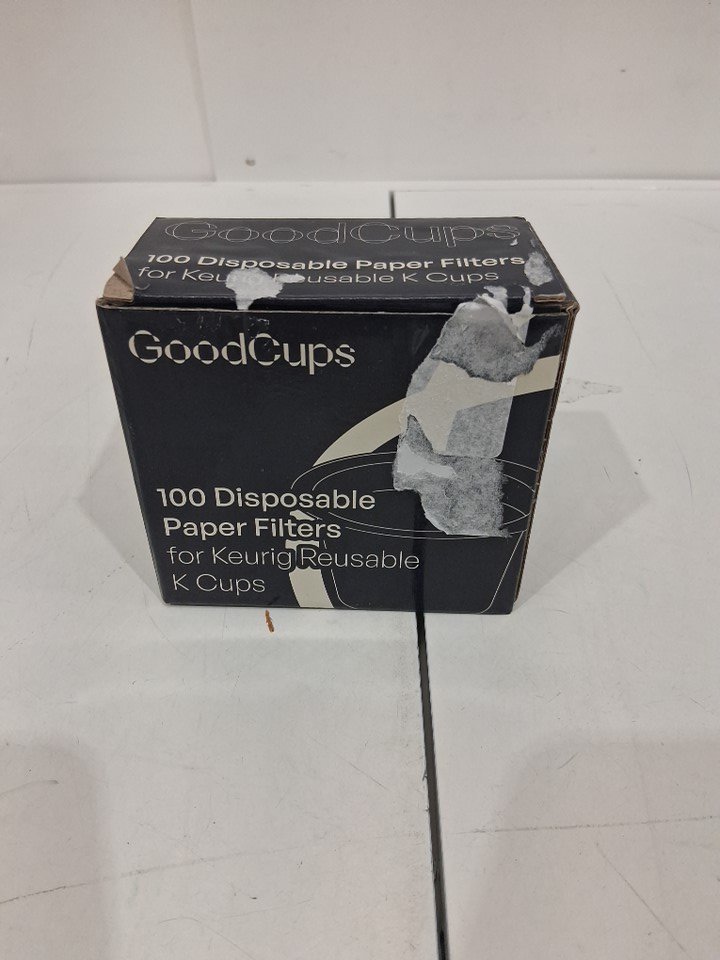 GoodCups
100 Disposable Paper Filters
for Keurig Reusable K Cups
GoodCups
100 Disposable
Paper Filters
for Keurig Reusable
K Cups